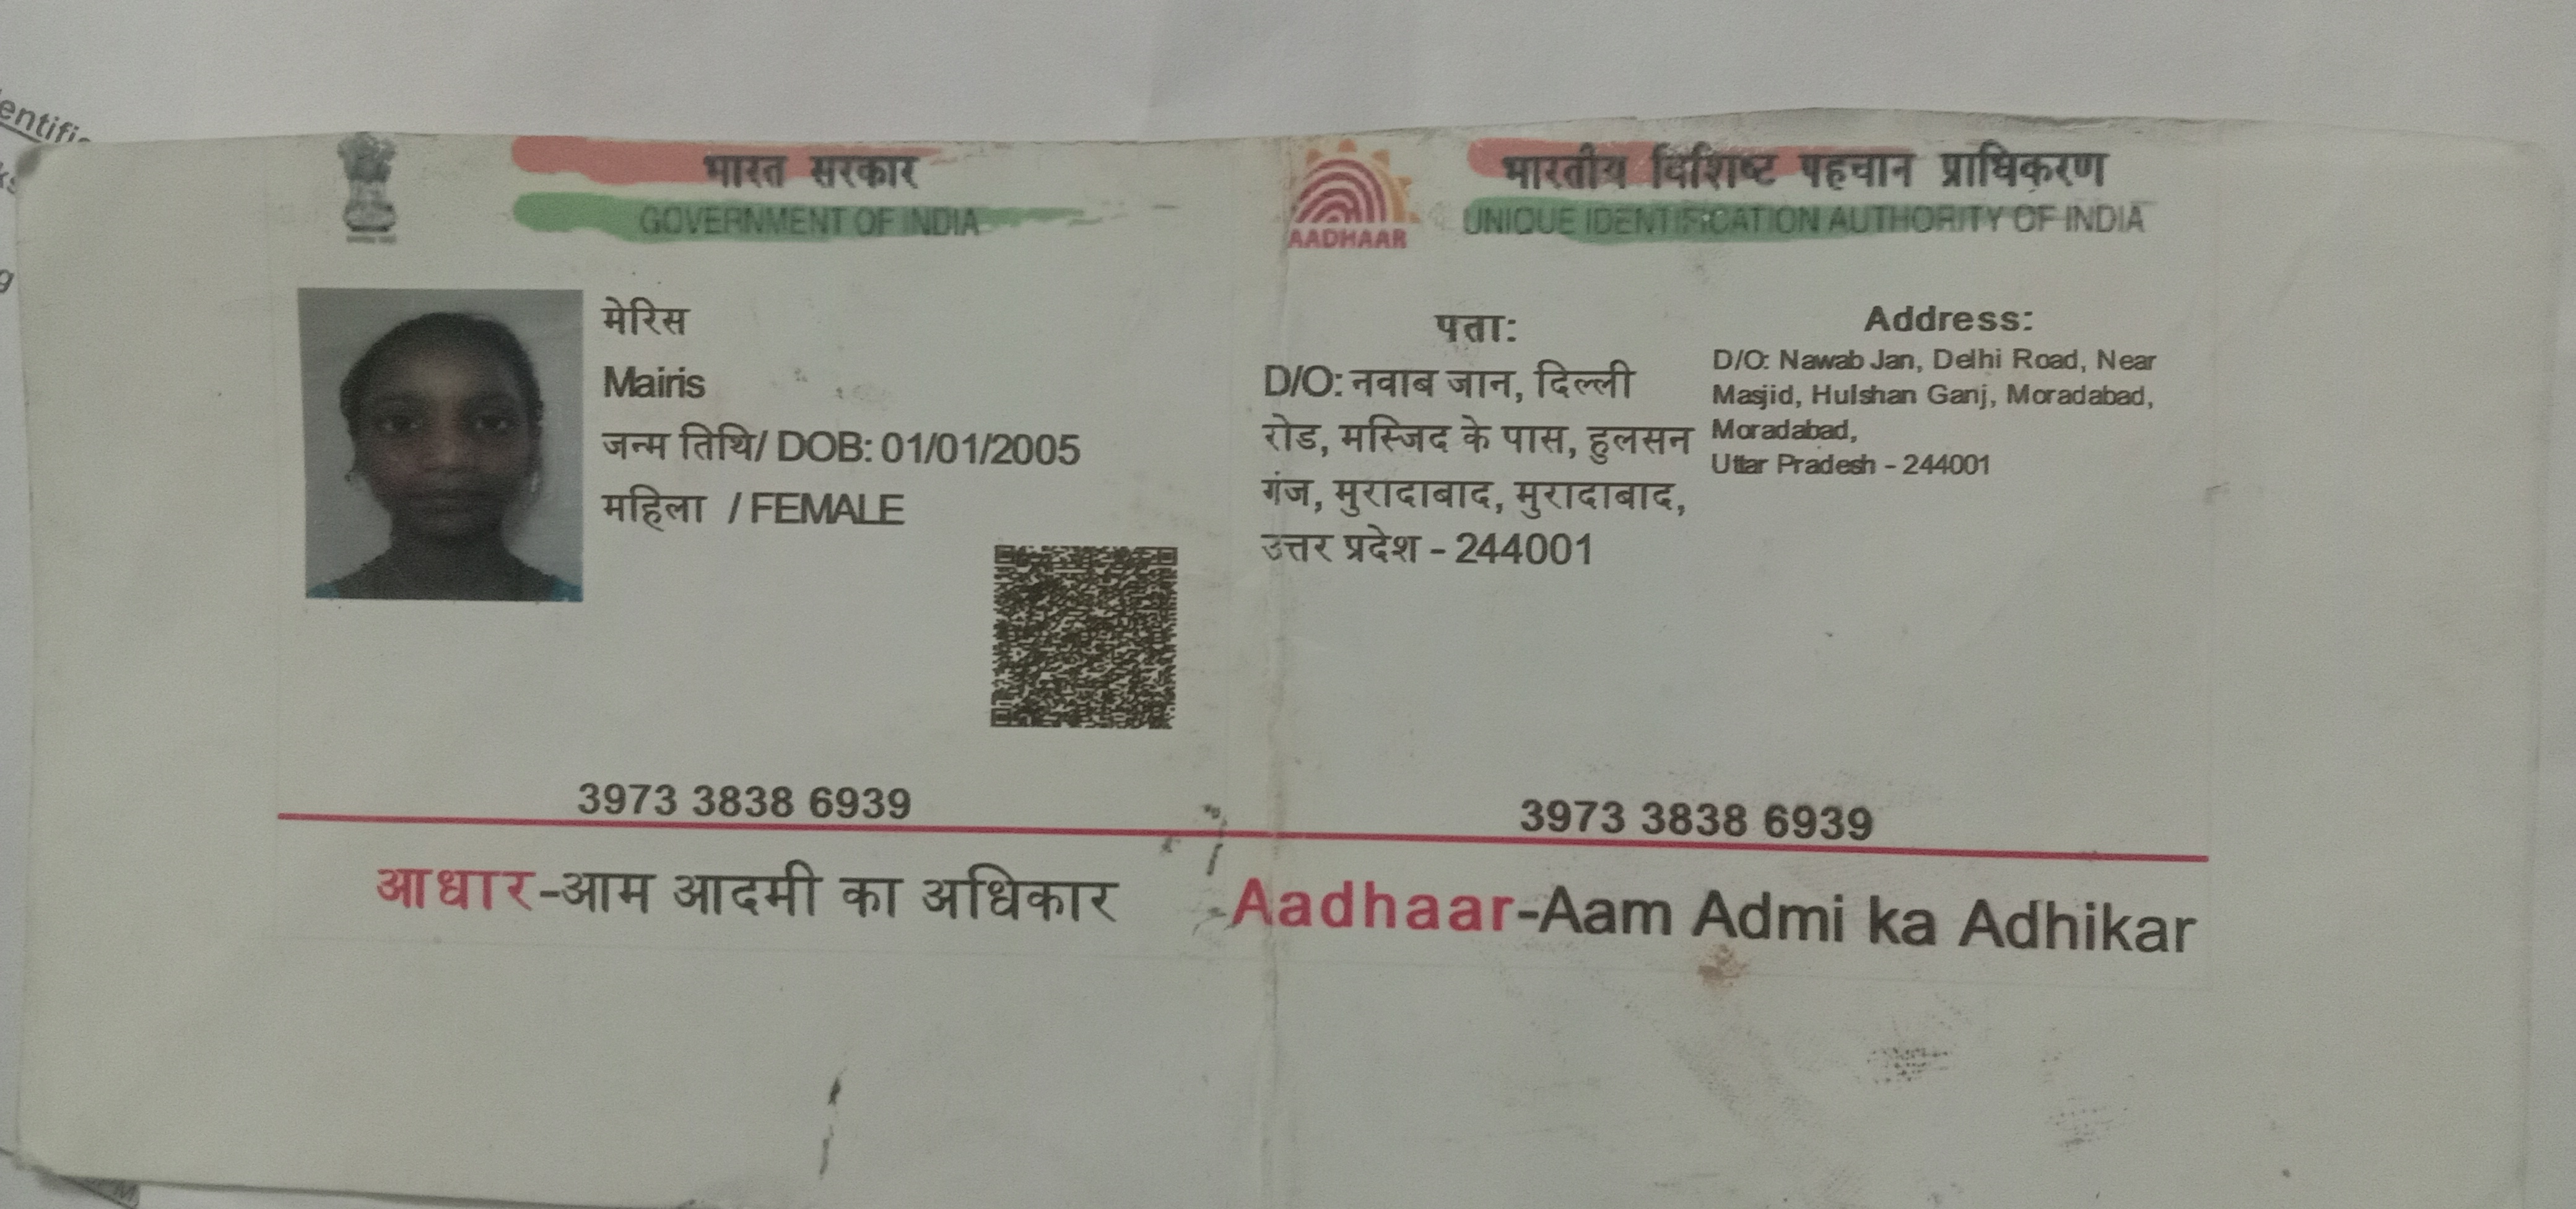 entific
भारत सरकार
GOVERNMENT OF INDIA
मेरिस
Mairis
जन्म तिथि/ DOB: 01/01/2005
महिला / FEMALE
3973 3838 6939
आधार-आम आदमी का अधिकार
AADHAAR
भारतीय विशिष्ट पहचान प्राधिकरण
UNIQUE IDENTIFICATION AUTHORITY OF INDIA
पता:
D/O: नवाब जान, दिल्ली
रोड, मस्जिद के पास, हुलसन
गंज, मुरादाबाद, मुरादाबाद,
उत्तर प्रदेश - 244001
Address:
D/O: Nawab Jan, Delhi Road, Near
Masjid, Hulshan Ganj, Moradabad,
Moradabad,
Uttar Pradesh - 244001
3973 3838 6939
Aadhaar-Aam Admi ka Adhikar